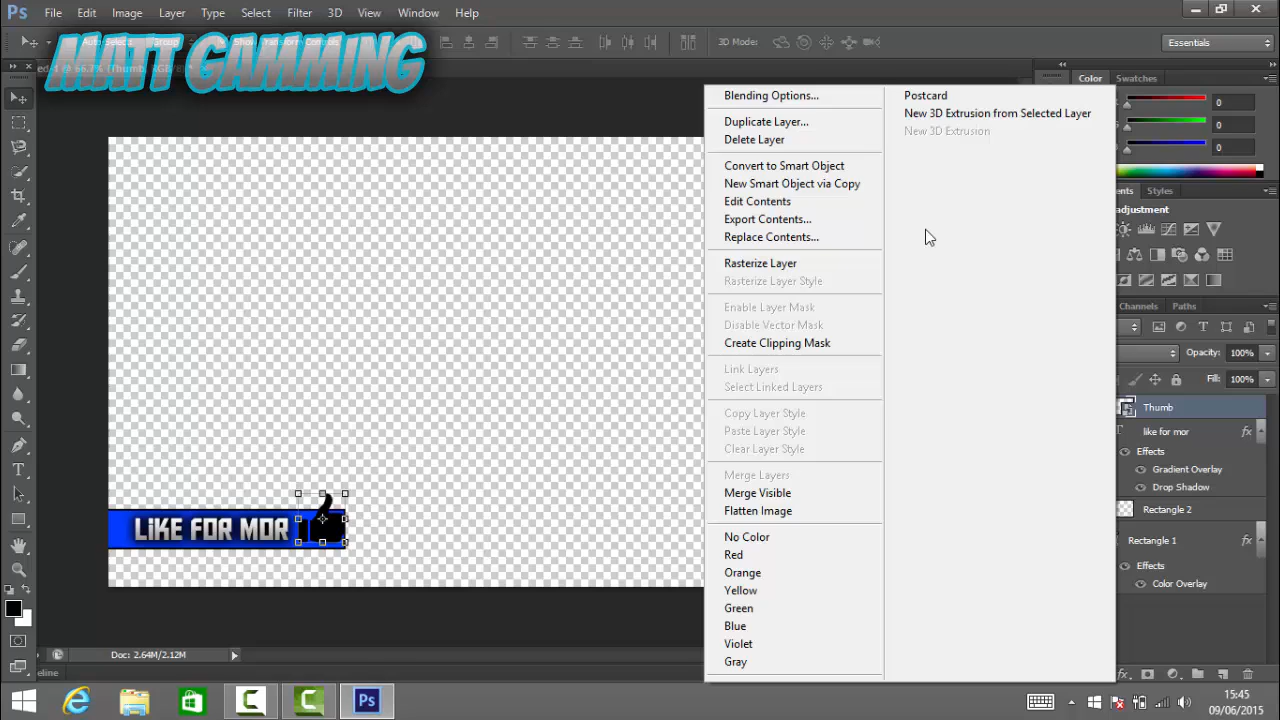 Ps File Edit Image Layer Type Select Filter 3D View Window Help
3D Mode:
Essentials
MATT GAMMING
Color Swatches
0
0
0
Styles
Channels Paths
Opacity: 100%
Fill: 100%
Thumb
like for mor fx
Effects
Gradient Overlay
Drop Shadow
Rectangle 2
Rectangle 1 fx
Effects
Color Overlay
Blending Options...
Duplicate Layer...
Delete Layer
Convert to Smart Object
New Smart Object via Copy
Edit Contents
Export Contents...
Replace Contents...
Rasterize Layer
Rasterize Layer Style
Enable Layer Mask
Disable Vector Mask
Create Clipping Mask
Link Layers
Select Linked Layers
Copy Layer Style
Paste Layer Style
Clear Layer Style
Merge Layers
Merge Visible
Flatten Image
No Color
Red
Orange
Yellow
Green
Blue
Violet
Gray
Postcard
New 3D Extrusion from Selected Layer
New 3D Extrusion
LiKE FOR MOR
Doc: 2.64M/2.12M
Ps
15:45
09/06/2015